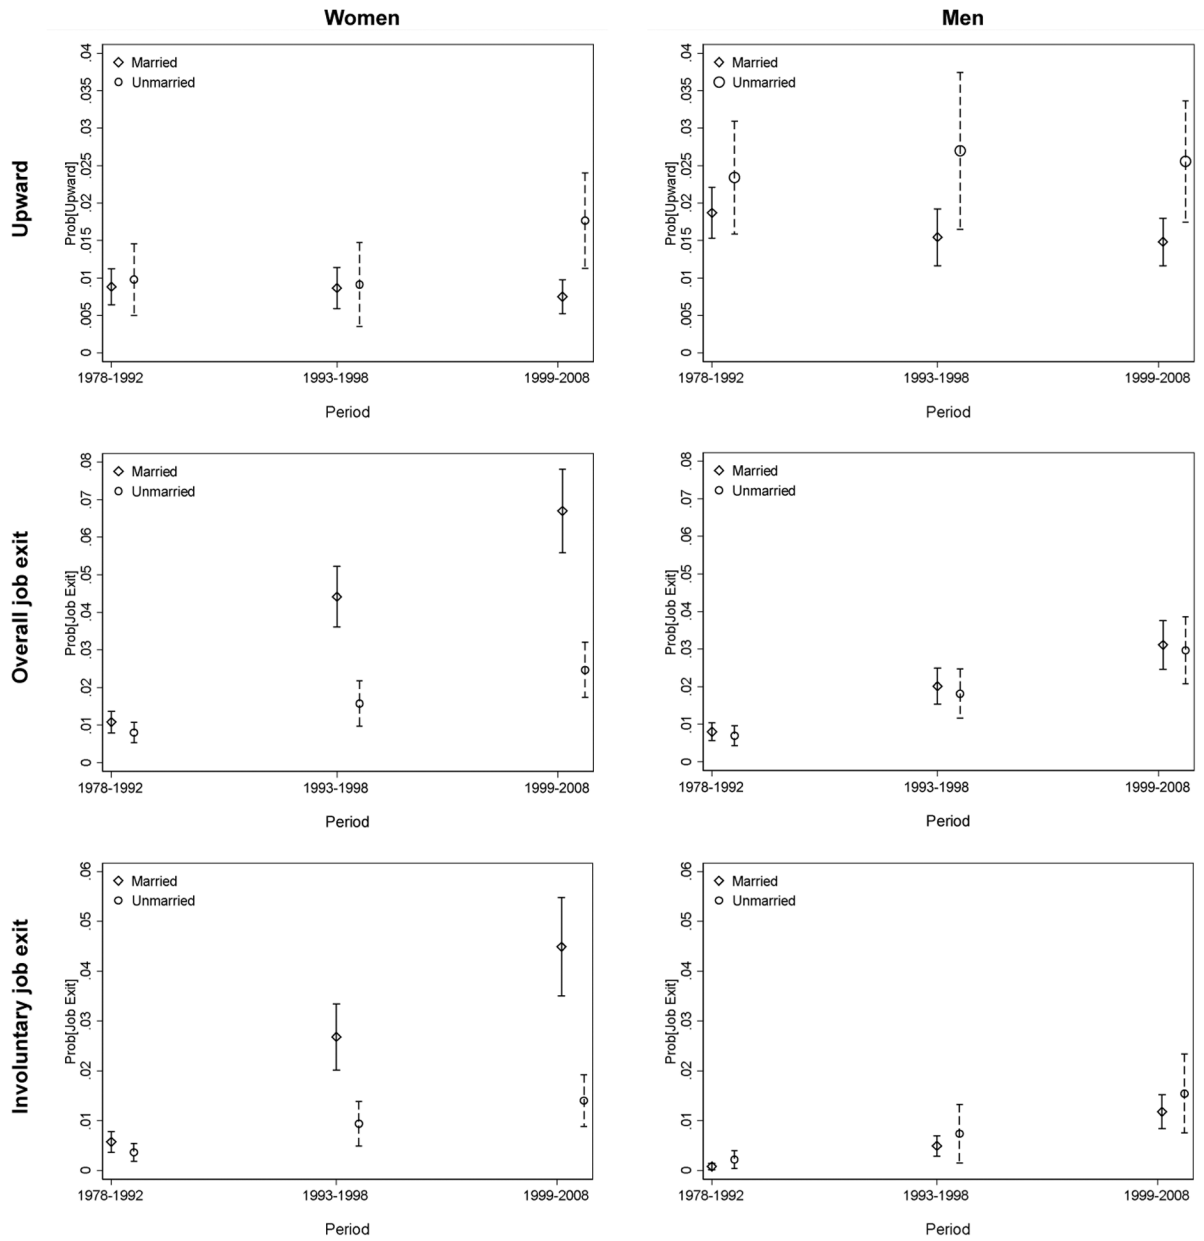 Women
Men
Upward
Prob[Upward]
0 .005 .01 .015 .02 .025 .03 .035 .04
Married
Unmarried
1978-1992 1993-1998 1999-2008
Period
Prob[Upward]
0 .005 .01 .015 .02 .025 .03 .035 .04
Married
Unmarried
1978-1992 1993-1998 1999-2008
Period
Overall job exit
Prob[Job Exit]
0 .01 .02 .03 .04 .05 .06 .07 .08
Married
Unmarried
1978-1992 1993-1998 1999-2008
Period
Prob[Job Exit]
0 .01 .02 .03 .04 .05 .06 .07 .08
Married
Unmarried
1978-1992 1993-1998 1999-2008
Period
Involuntary job exit
Prob[Job Exit]
0 .01 .02 .03 .04 .05 .06
Married
Unmarried
1978-1992 1993-1998 1999-2008
Period
Prob[Job Exit]
0 .01 .02 .03 .04 .05 .06
Married
Unmarried
1978-1992 1993-1998 1999-2008
Period